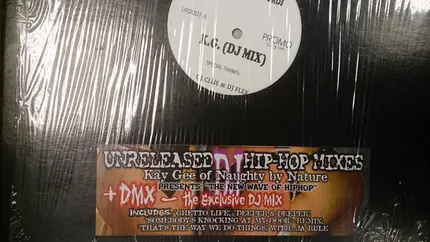 UR2001 A
K.G. (DJ MIX)
PROMO
SPECIAL THANKS:
DJ CLUE & DJ FLEX
UNRELEASED DJ HIP-HOP MIXES
Kay Gee of Naughty by Nature
PRESENTS "THE NEW WAVE OF HIPHOP"
+ DMX - the exclusive DJ MIX
INCLUDES "GHETTO LIFE", "DEEPER & DEEPER,
"SOMEBODY'S KNOCKING AT MY DOOR" REMIX,
"THAT'S THE WAY WE DO THINGS" WITH...JA RULE